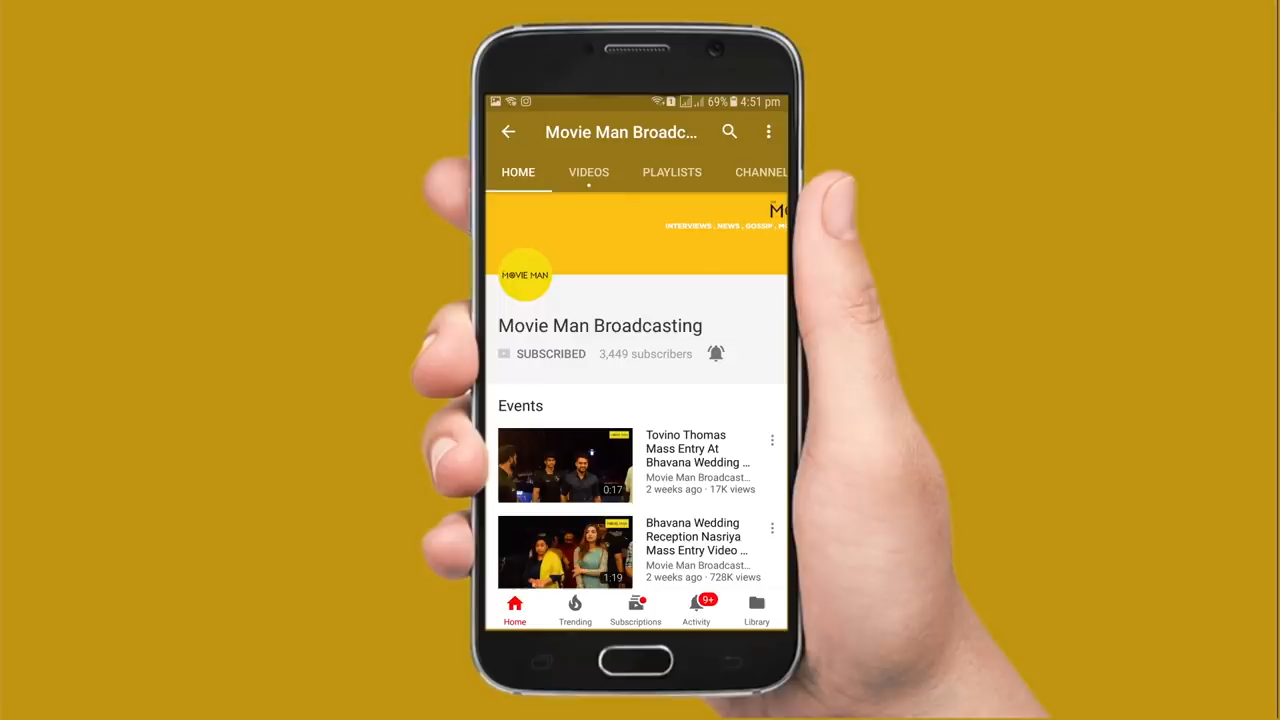 69% 4:51 pm
Movie Man Broadc...
HOME VIDEOS PLAYLISTS CHANNEL
INTERVIEWS , NEWS , GOSSIP , M
MOVIE MAN
Movie Man Broadcasting
SUBSCRIBED 3,449 subscribers
Events
Tovino Thomas
Mass Entry At
Bhavana Wedding ...
Movie Man Broadcast...
2 weeks ago · 17K views
0:17
Bhavana Wedding
Reception Nasriya
Mass Entry Video ...
Movie Man Broadcast...
2 weeks ago · 728K views
1:19
9+
Home Trending Subscriptions Activity Library